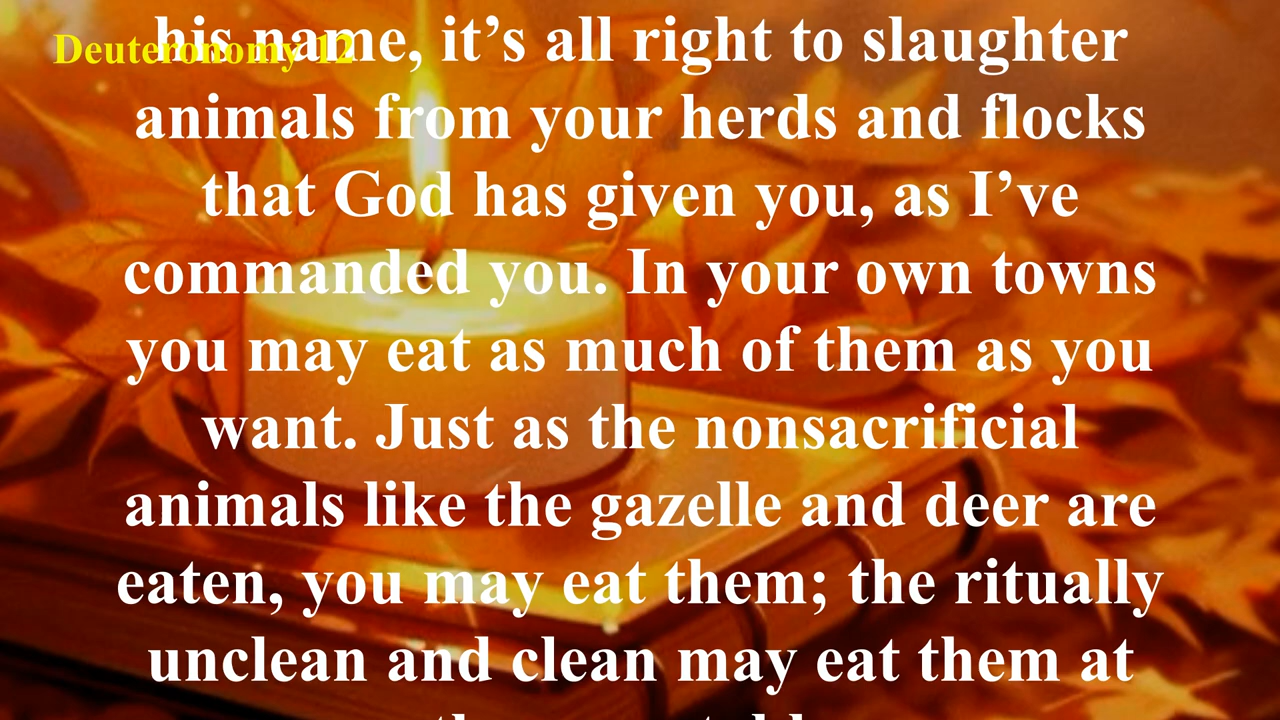 Deuteronomy 12
his name, it’s all right to slaughter
animals from your herds and flocks
that God has given you, as I’ve
commanded you. In your own towns
you may eat as much of them as you
want. Just as the nonsacrificial
animals like the gazelle and deer are
eaten, you may eat them; the ritually
unclean and clean may eat them at